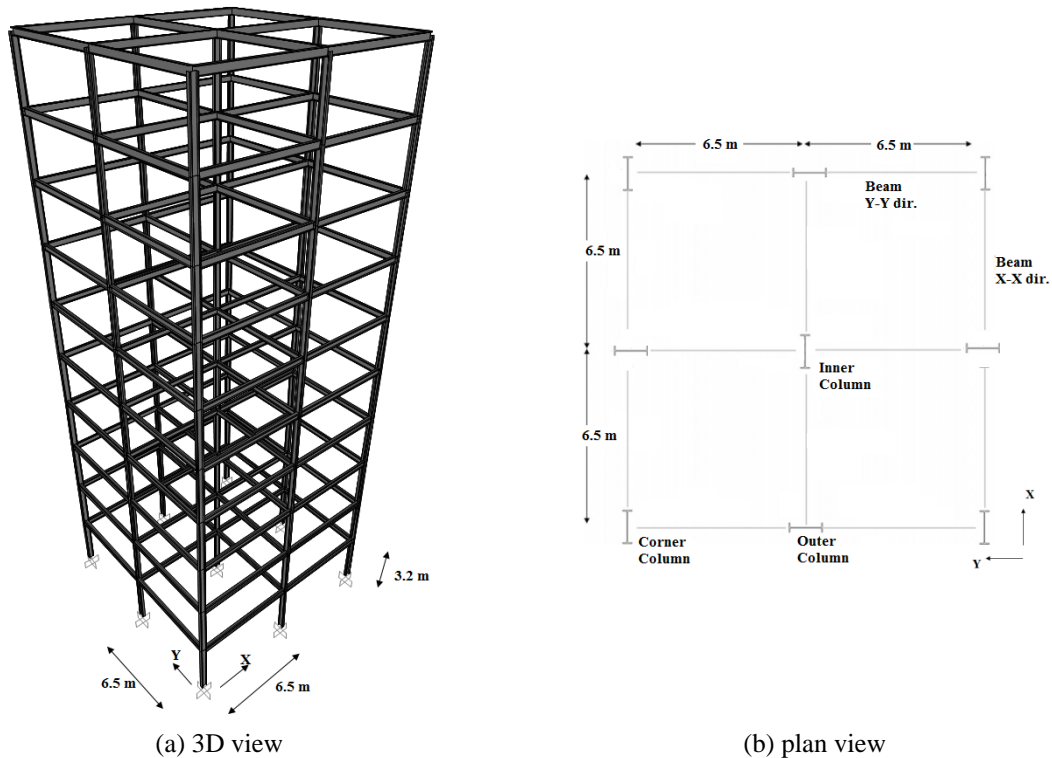 3.2 m
Y
X
6.5 m
6.5 m
(a) 3D view
6.5 m
6.5 m
Beam
Y-Y dir.
6.5 m
Beam
X-X dir.
Inner
Column
6.5 m
X
Corner
Column
Outer
Column
Y
(b) plan view